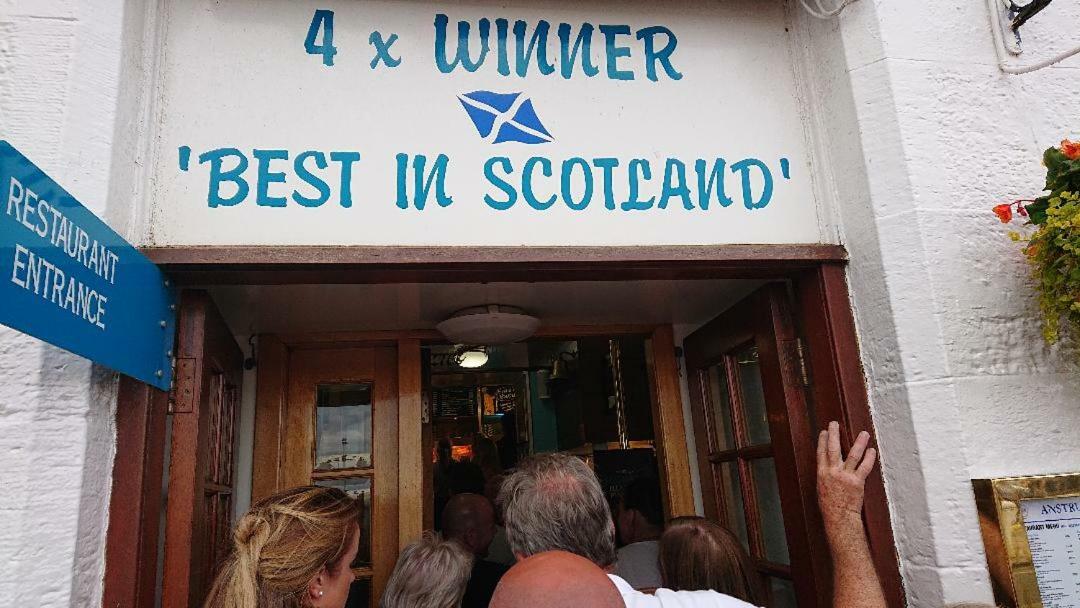 4 x WINNER
'BEST IN SCOTLAND'
RESTAURANT
ENTRANCE
ANSTRU